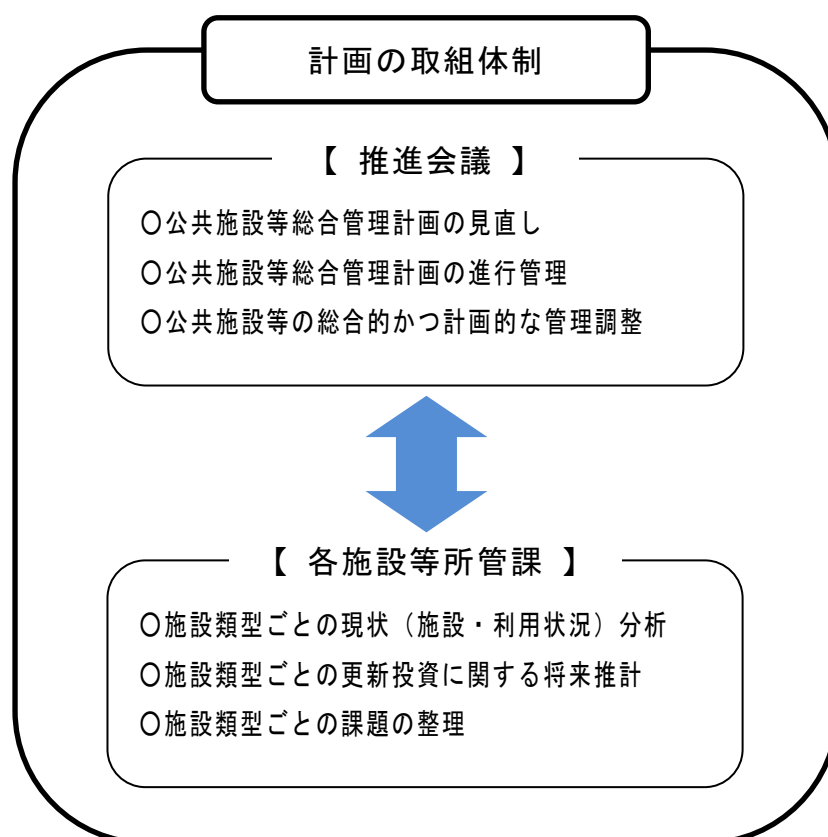 計画の取組体制
【 推進会議 】
〇公共施設等総合管理計画の見直し
〇公共施設等総合管理計画の進行管理
〇公共施設等の総合的かつ計画的な管理調整
【 各施設等所管課 】
〇施設類型ごとの現状（施設・利用状況）分析
〇施設類型ごとの更新投資に関する将来推計
〇施設類型ごとの課題の整理